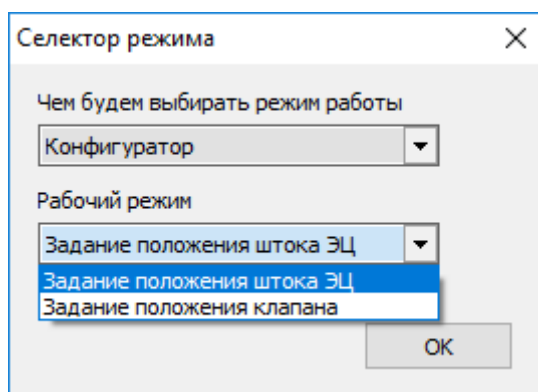 Селектор режима
Чем будем выбирать режим работы
Конфигуратор
Рабочий режим
Задание положения штока ЭЦ
Задание положения штока ЭЦ
Задание положения клапана
OK